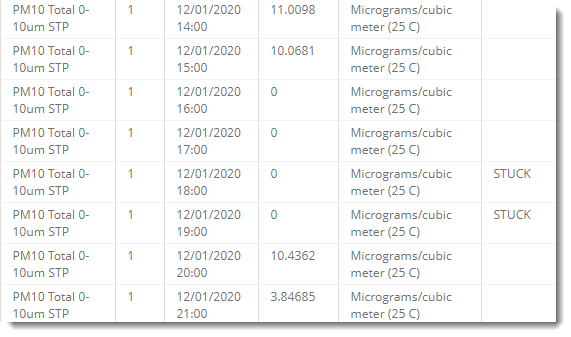 PM10 Total 0- 1 12/01/2020 11.0098 Micrograms/cubic
10um STP 14:00 meter (25 C)
PM10 Total 0- 1 12/01/2020 10.0681 Micrograms/cubic
10um STP 15:00 meter (25 C)
PM10 Total 0- 1 12/01/2020 0 Micrograms/cubic
10um STP 16:00 meter (25 C)
PM10 Total 0- 1 12/01/2020 0 Micrograms/cubic
10um STP 17:00 meter (25 C)
PM10 Total 0- 1 12/01/2020 0 Micrograms/cubic STUCK
10um STP 18:00 meter (25 C)
PM10 Total 0- 1 12/01/2020 0 Micrograms/cubic STUCK
10um STP 19:00 meter (25 C)
PM10 Total 0- 1 12/01/2020 10.4362 Micrograms/cubic
10um STP 20:00 meter (25 C)
PM10 Total 0- 1 12/01/2020 3.84685 Micrograms/cubic
10um STP 21:00 meter (25 C)